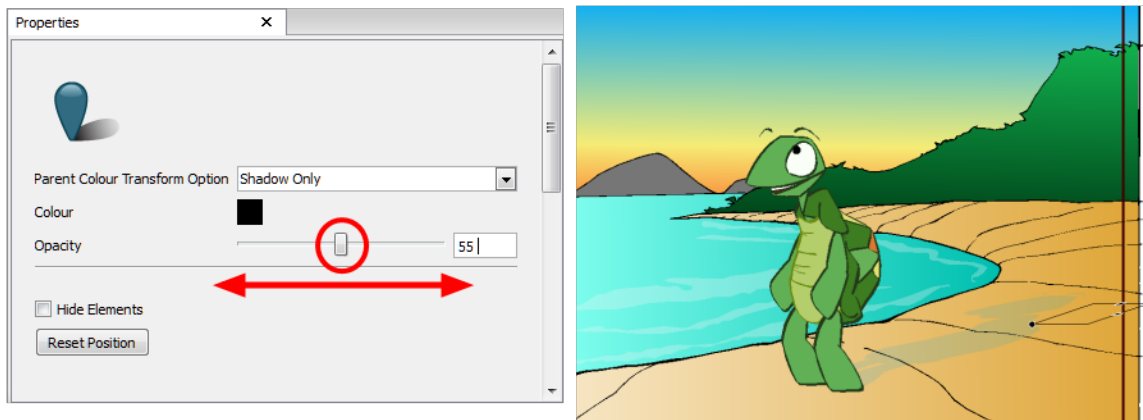 Properties ×
Parent Colour Transform Option Shadow Only
Colour
Opacity 55
Hide Elements
Reset Position